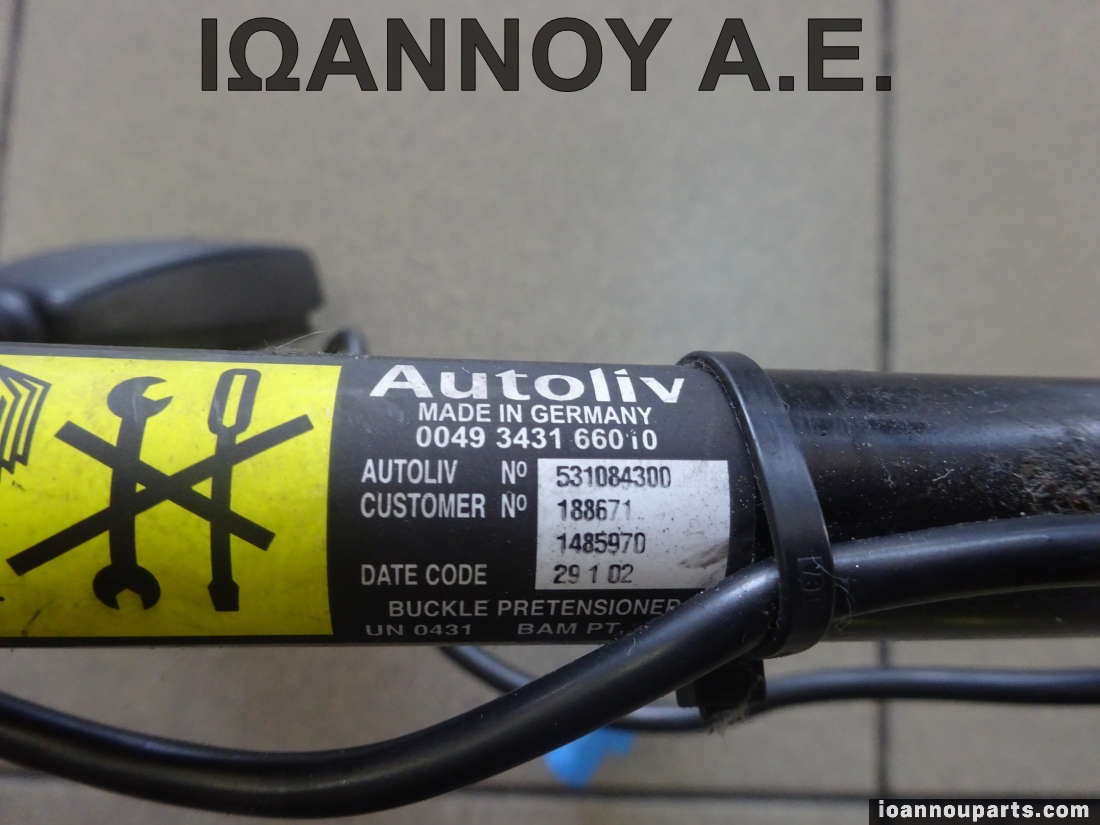 ΙΩΑΝΝΟΥ Α.Ε.
Autoliv
MADE IN GERMANY
0049 3431 66010
AUTOLIV Nº 531084300
CUSTOMER Nº 188671
1485970
DATE CODE 29 1 02
BUCKLE PRETENSIONER
UN 0431 BAM PT.
ioannouparts.com